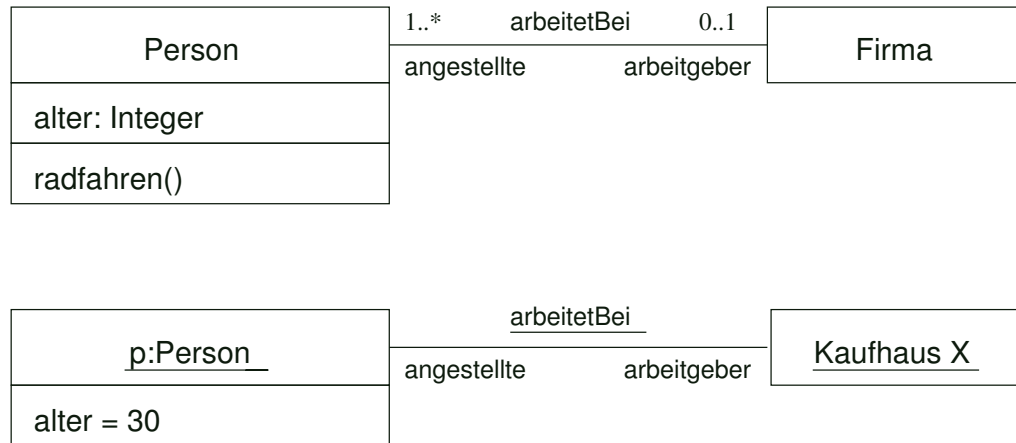 Person
1..* arbeitetBei 0..1
angestellte arbeitgeber
Firma
alter: Integer
radfahren()
p:Person
arbeitetBei
angestellte arbeitgeber
Kaufhaus X
alter = 30